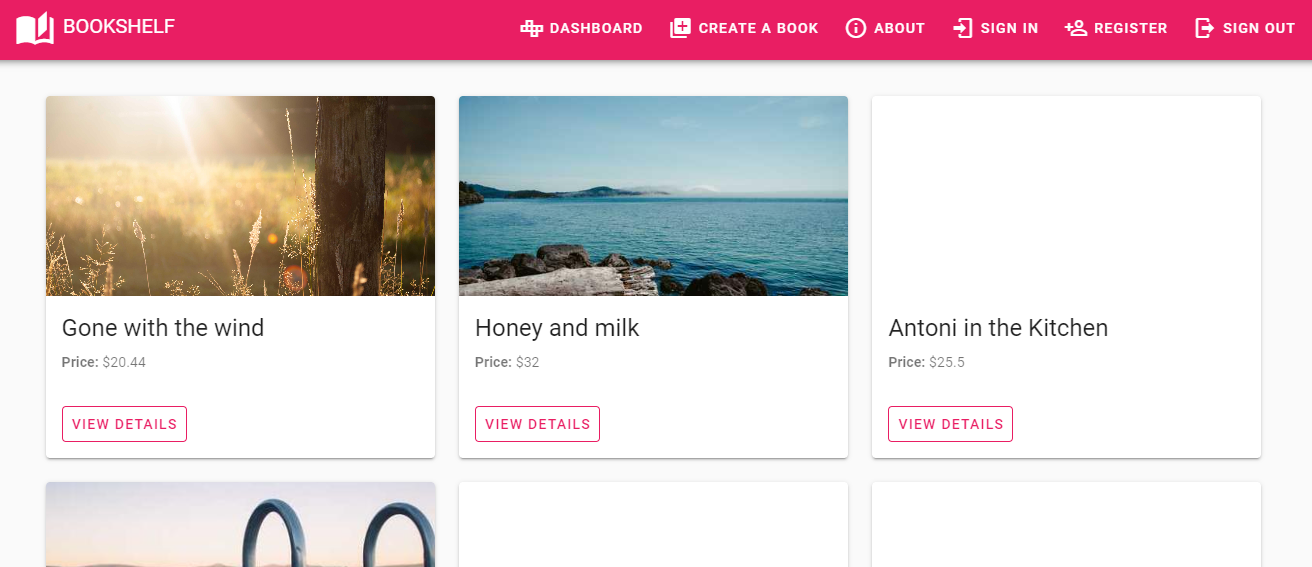 BOOKSHELF DASHBOARD CREATE A BOOK ABOUT SIGN IN REGISTER SIGN OUT
Gone with the wind
Price: $20.44
VIEW DETAILS
Honey and milk
Price: $32
VIEW DETAILS
Antoni in the Kitchen
Price: $25.5
VIEW DETAILS